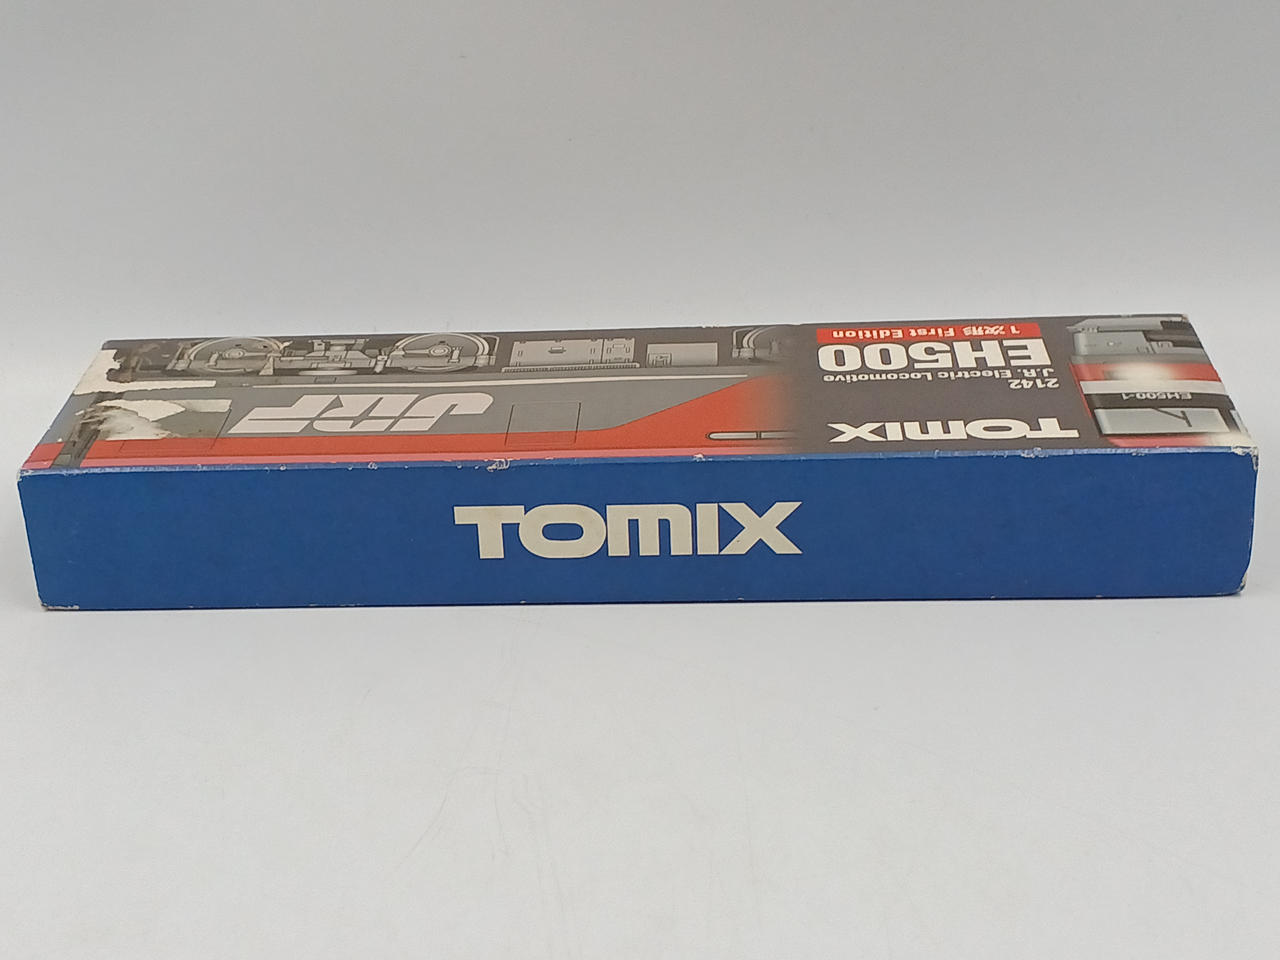 TOMIX
TOMIX
2142
J.R. Electric Locomotive
EH500
1次形 First Edition
JRF
EH500-1